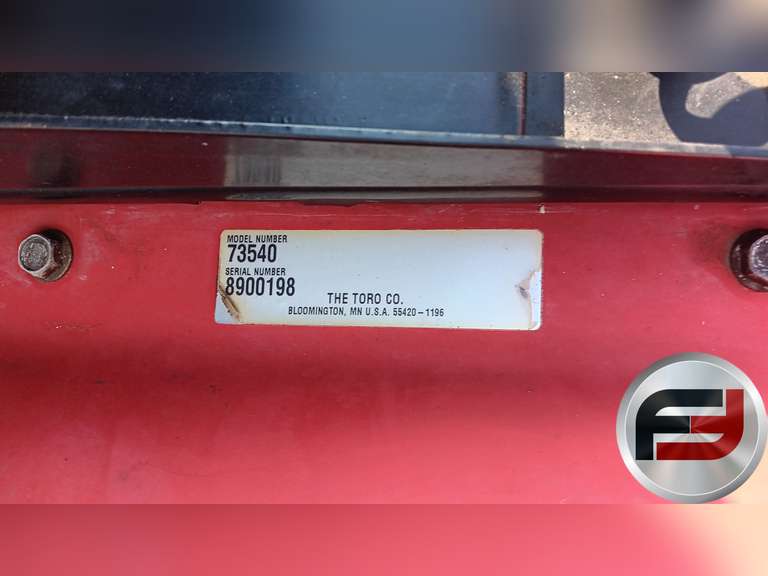 MODEL NUMBER
73540
SERIAL NUMBER
8900198
THE TORO CO.
BLOOMINGTON, MN U.S.A. 55420-1196